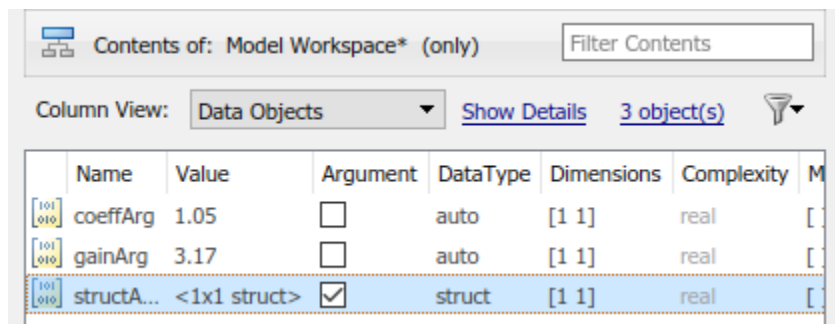 Contents of: Model Workspace* (only) Filter Contents
Column View: Data Objects Show Details 3 object(s)
Name Value Argument DataType Dimensions Complexity M
coeffArg 1.05 auto [1 1] real [ ]
gainArg 3.17 auto [1 1] real [ ]
structA... <1x1 struct> struct [1 1] real [ ]